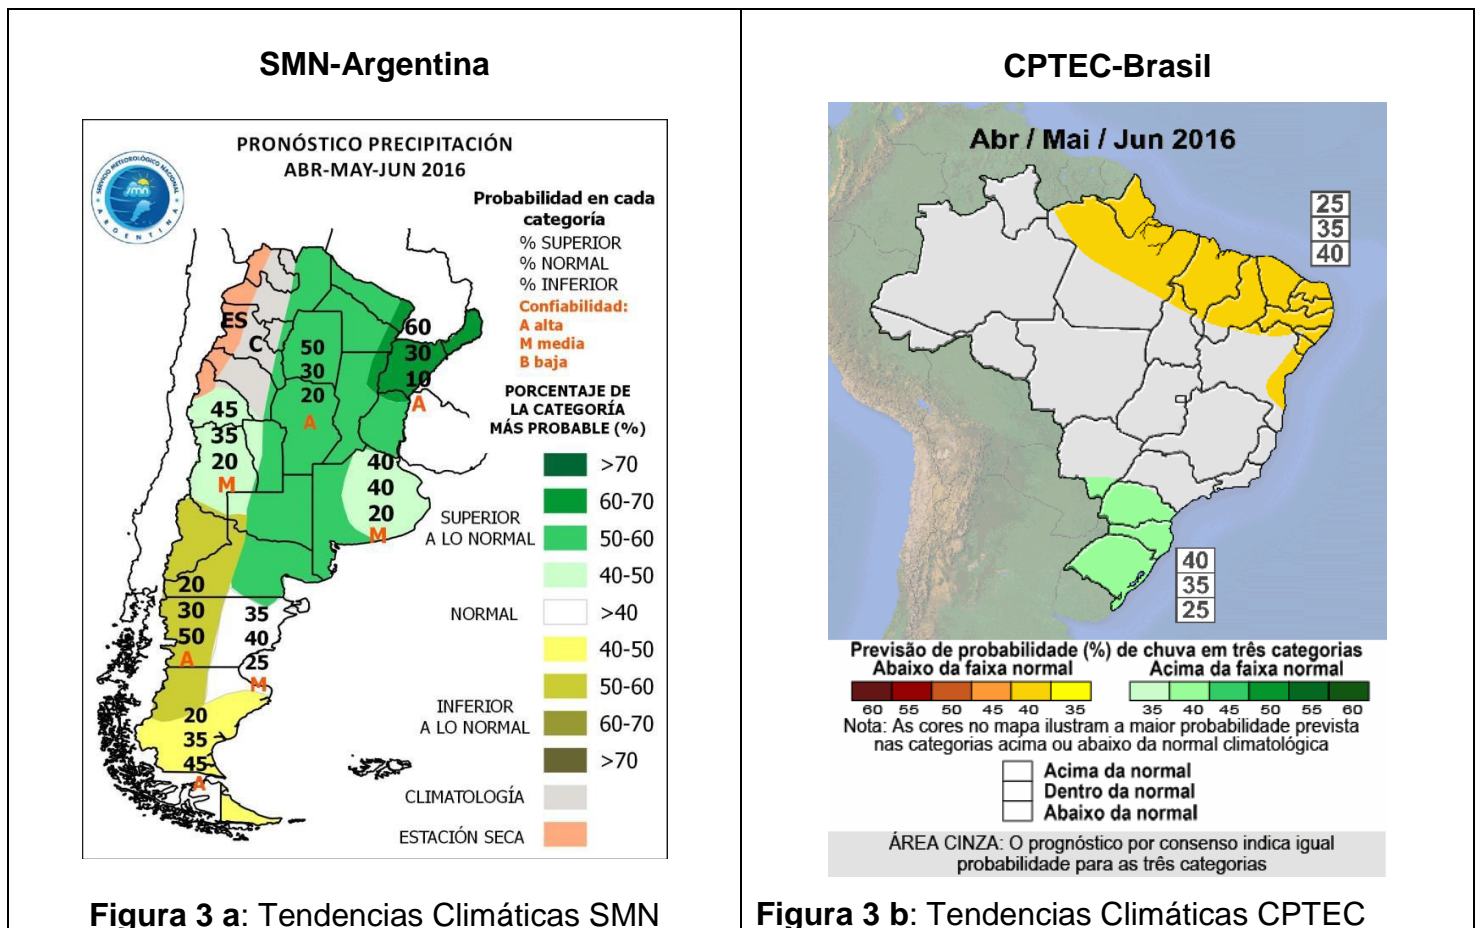 SMN-Argentina
PRONÓSTICO PRECIPITACIÓN
ABR-MAY-JUN 2016
SERVICIO METEOROLÓGICO NACIONAL
smn
ARGENTINA
Probabilidad en cada
categoría
% SUPERIOR
% NORMAL
% INFERIOR
Confiabilidad:
A alta
M media
B baja
PORCENTAJE DE
LA CATEGORÍA
MÁS PROBABLE (%)
ES
C
60
30
10
A
50
30
20
A
45
35
20
M
40
40
20
M
20
30
50
A
35
40
25
M
20
35
45
A
SUPERIOR
A LO NORMAL
>70
60-70
50-60
40-50
NORMAL
>40
INFERIOR
A LO NORMAL
40-50
50-60
60-70
>70
CLIMATOLOGÍA
ESTACIÓN SECA
Figura 3 a: Tendencias Climáticas SMN
CPTEC-Brasil
Abr / Mai / Jun 2016
25
35
40
40
35
25
Previsão de probabilidade (%) de chuva em três categorias
Abaixo da faixa normal Acima da faixa normal
60 55 50 45 40 35 35 40 45 50 55 60
Nota: As cores no mapa ilustram a maior probabilidade prevista
nas categorias acima ou abaixo da normal climatológica
Acima da normal
Dentro da normal
Abaixo da normal
ÁREA CINZA: O prognóstico por consenso indica igual
probabilidade para as três categorias
Figura 3 b: Tendencias Climáticas CPTEC